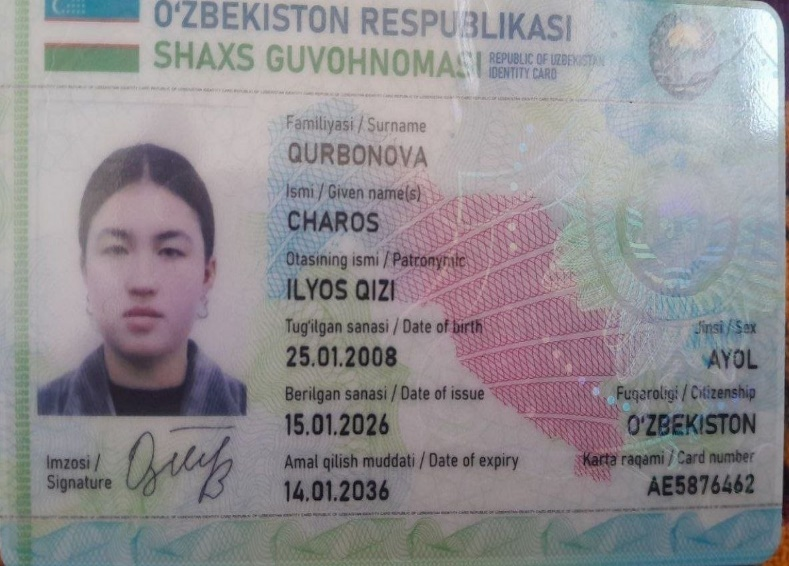 O‘ZBEKISTON RESPUBLIKASI
SHAXS GUVOHNOMASI
REPUBLIC OF UZBEKISTAN
IDENTITY CARD
Familiyasi / Surname
QURBONOVA
Ismi / Given name(s)
CHAROS
Otasining ismi / Patronymic
ILYOS QIZI
Tug‘ilgan sanasi / Date of birth
25.01.2008
Jinsi / Sex
AYOL
Berilgan sanasi / Date of issue
15.01.2026
Fuqaroligi / Citizenship
O‘ZBEKISTON
Amal qilish muddati / Date of expiry
14.01.2036
Karta raqami / Card number
AE5876462
Imzosi /
Signature